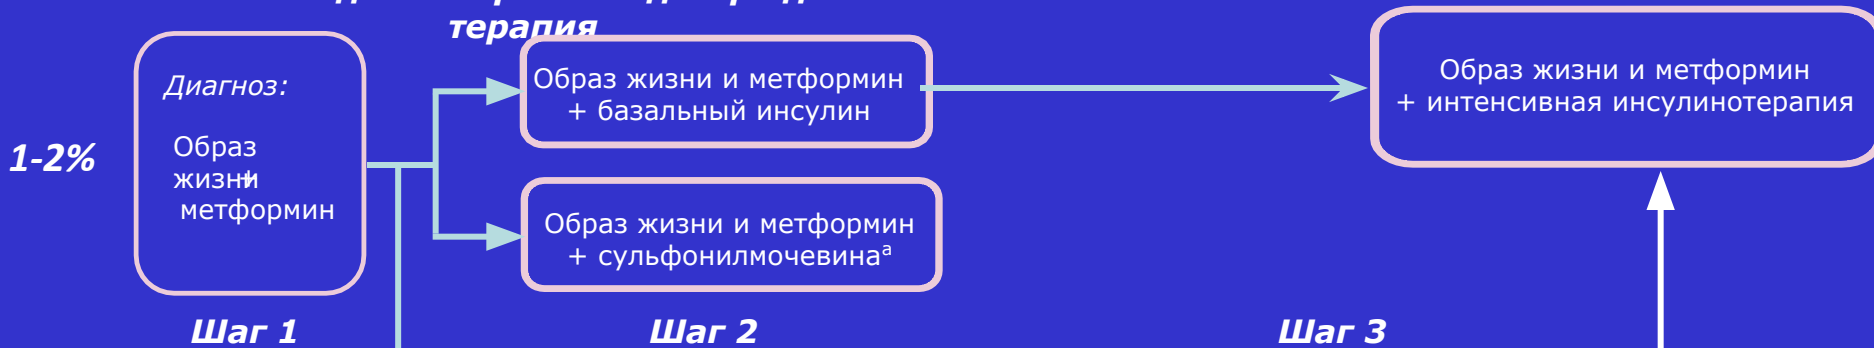 терапия
Диагноз:
Образ
жизни
+
метформин
1-2%
Образ жизни и метформин
+ базальный инсулин
Образ жизни и метформин
+ сульфонилмочевинаª
Образ жизни и метформин
+ интенсивная инсулинотерапия
Шаг 1
Шаг 2
Шаг 3